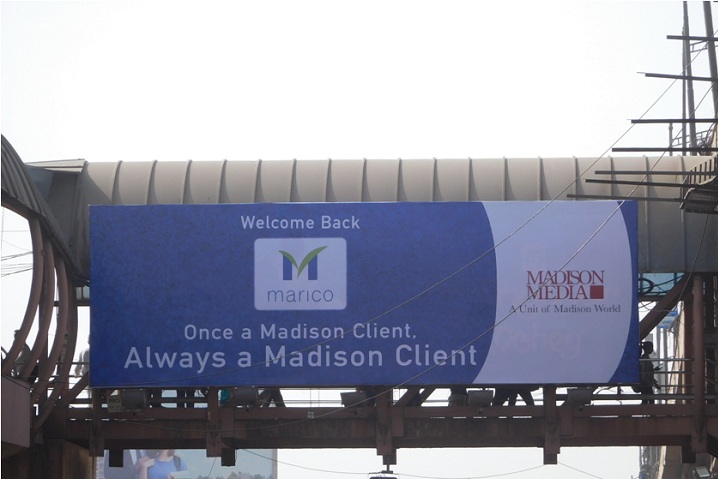 Welcome Back
marico
Once a Madison Client,
Always a Madison Client
MADISON
MEDIA
A Unit of Madison World